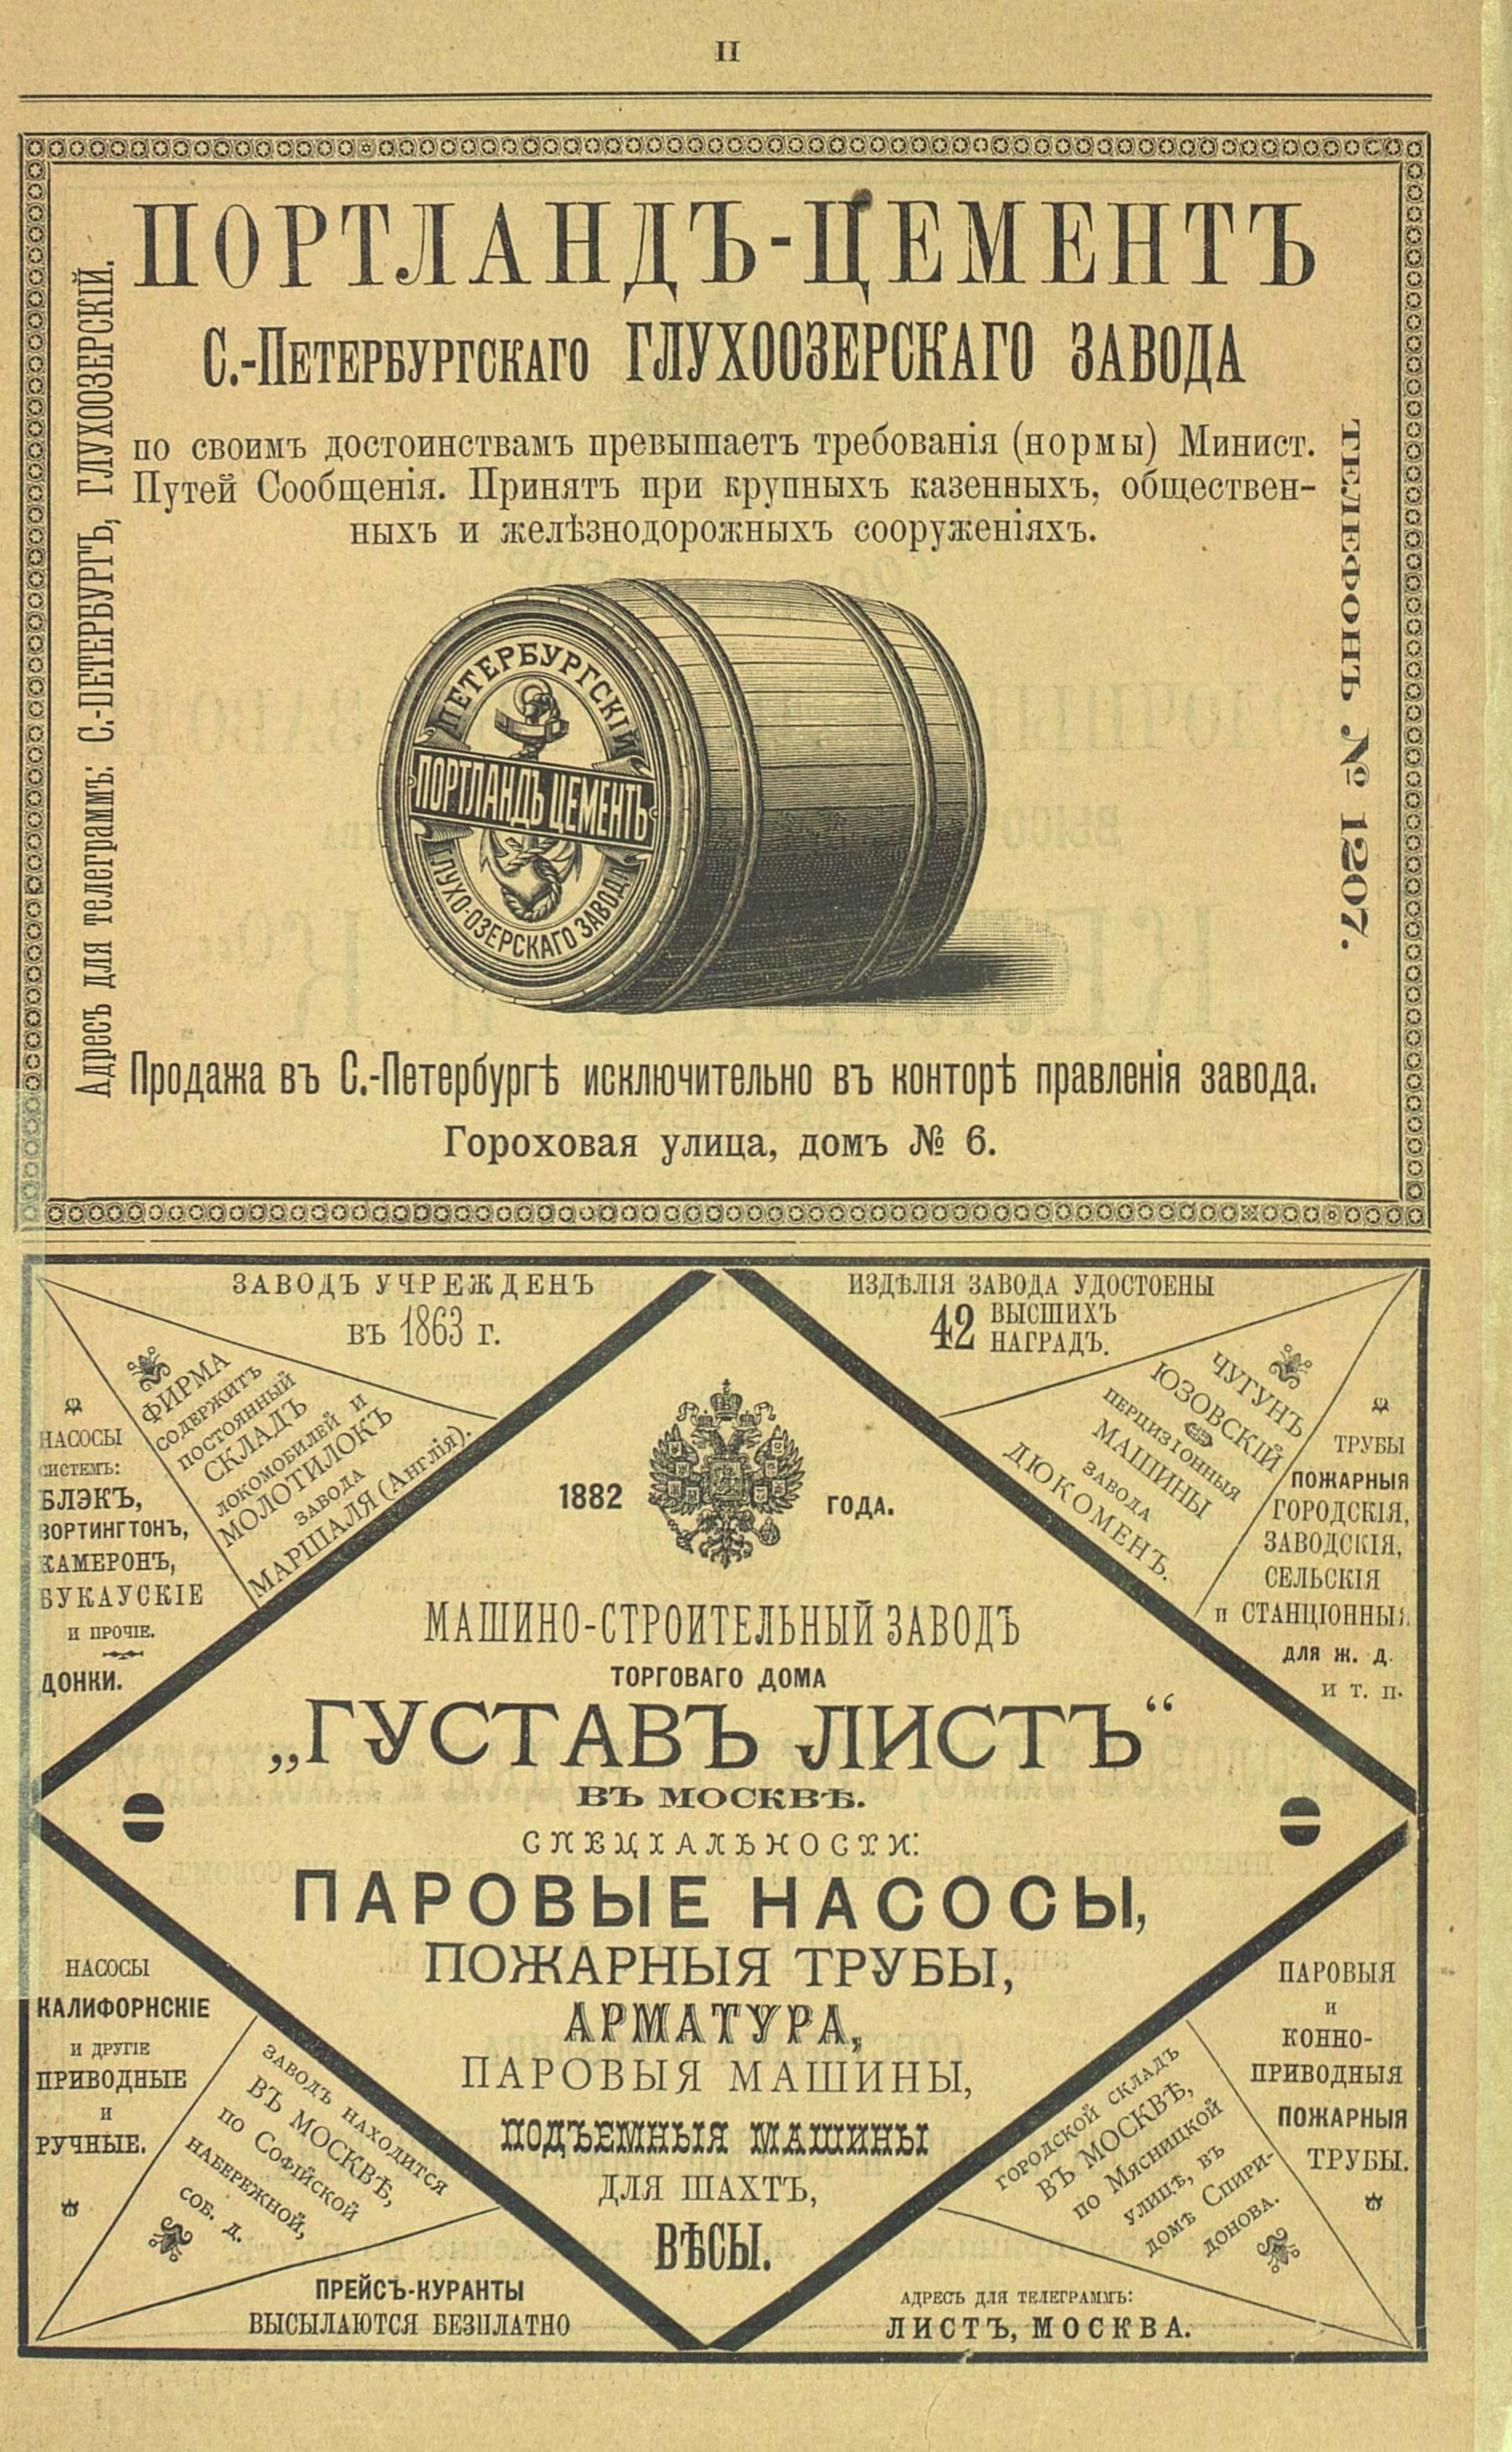 II
ПОРТЛАНДЪ-ЦЕМЕНТЪ
С.-ПЕТЕРБУРГСКАГО ГЛУХООЗЕРСКАГО ЗАВОДА
по своимъ достоинствамъ превышаетъ требованія (нормы) Минист.
Путей Сообщенія. Принятъ при крупныхъ казенныхъ, обществен-
ныхъ и желѣзнодорожныхъ сооруженіяхъ.
Адресъ для телеграммъ: С.-ПЕТЕРБУРГЪ, ГЛУХООЗЕРСКІЙ.
ТЕЛЕФОНЪ № 1207.
ПЕТЕРБУРГСКІЙ
ПОРТЛАНДЪ ЦЕМЕНТЪ
ГЛУХО-ОЗЕРСКАГО ЗАВОДА
Продажа въ С.-Петербургѣ исключительно въ конторѣ правленія завода.
Гороховая улица, домъ № 6.
ЗАВОДЪ УЧРЕЖДЕНЪ
въ 1863 г.
ИЗДѢЛІЯ ЗАВОДА УДОСТОЕНЫ
42 ВЫСШИХЪ
НАГРАДЪ.
ФИРМА
СОДЕРЖИТЪ
ПОСТОЯННЫЙ
СКЛАДЪ
ЛОКОМОБИЛЕЙ И
МОЛОТИЛОКЪ
ЗАВОДА
МАРШАЛЯ (Англія).
НАСОСЫ
СИСТЕМЪ:
БЛЭКЪ,
ВОРТИНГТОНЪ,
КАМЕРОНЪ,
БУКАУСКІЕ
И ПРОЧІЕ.
ДОНКИ.
ЧУГУНЪ
ЮЗОВСКІЙ
ПЕРЦИЗІОННЫЯ
МАШИНЫ
ЗАВОДА
ДЮКОМЕНЪ.
ТРУБЫ
ПОЖАРНЫЯ
ГОРОДСКІЯ,
ЗАВОДСКІЯ,
СЕЛЬСКІЯ
и СТАНЦІОННЫЯ
ДЛЯ Ж. Д.
И Т. П.
1882 ГОДА.
МАШИНО-СТРОИТЕЛЬНЫЙ ЗАВОДЪ
ТОРГОВАГО ДОМА
„ГУСТАВЪ ЛИСТЪ“
ВЪ МОСКВѢ.
СПЕЦІАЛЬНОСТИ:
ПАРОВЫЕ НАСОСЫ,
ПОЖАРНЫЯ ТРУБЫ,
АРМАТУРА,
ПАРОВЫЯ МАШИНЫ,
ПОДЪЕМНЫЯ МАШИНЫ
ДЛЯ ШАХТЪ,
ВѢСЫ.
НАСОСЫ
КАЛИФОРНСКІЕ
И ДРУГІЕ
ПРИВОДНЫЕ
И
РУЧНЫЕ.
ЗАВОДЪ НАХОДИТСЯ
ВЪ МОСКВѢ,
по Софійской
НАБЕРЕЖНОЙ,
СОБ. Д.
ПРЕЙСЪ-КУРАНТЫ
ВЫСЫЛАЮТСЯ БЕЗПЛАТНО
ГОРОДСКОЙ СКЛАДЪ
ВЪ МОСКВѢ,
по Мясницкой
УЛИЦѢ, ВЪ
ДОМѢ Спири-
ДОНОВА.
ПАРОВЫЯ
И
КОННО-
ПРИВОДНЫЯ
ПОЖАРНЫЯ
ТРУБЫ.
АДРЕСЪ ДЛЯ ТЕЛЕГРАММЪ:
ЛИСТЪ, МОСКВА.